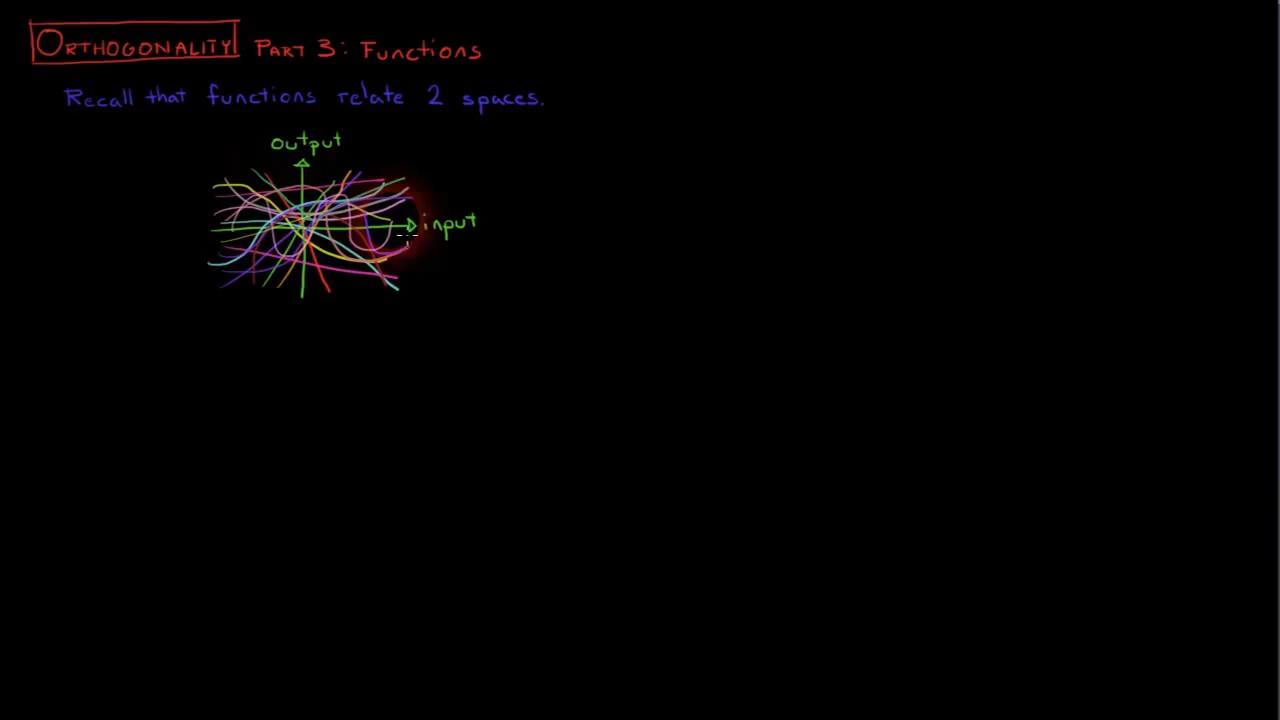 ORTHOGONALITY PART 3: Functions
Recall that functions relate 2 spaces.
output
input